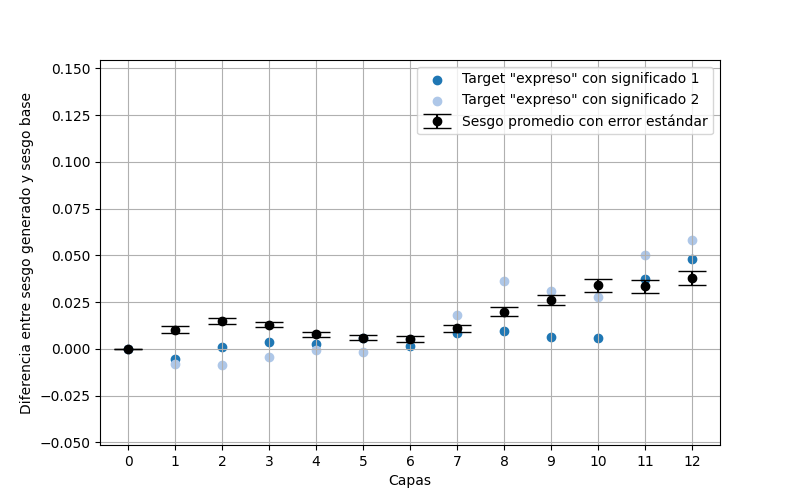 0.150
0.125
0.100
0.075
0.050
0.025
0.000
−0.025
−0.050
Diferencia entre sesgo generado y sesgo base
Target "expreso" con significado 1
Target "expreso" con significado 2
Sesgo promedio con error estándar
0 1 2 3 4 5 6 7 8 9 10 11 12
Capas